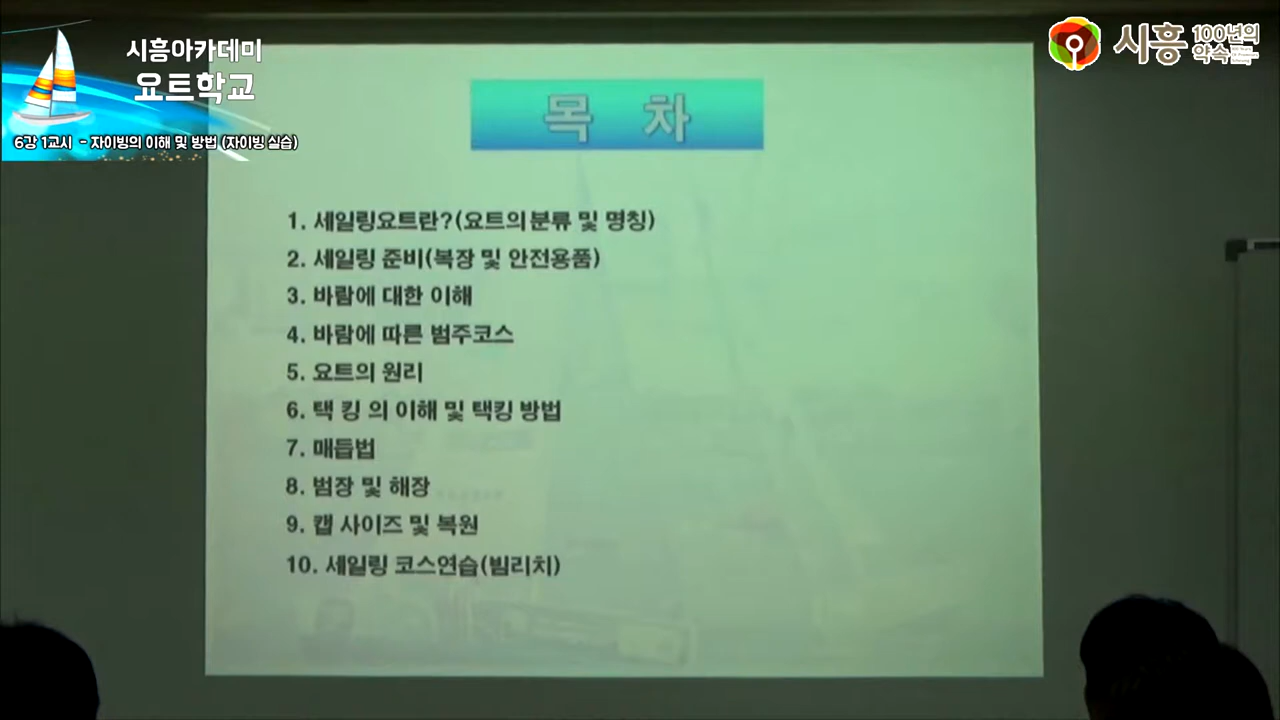 시흥아카데미
요트학교
6강 1교시 - 자이빙의 이해 및 방법 (자이빙 실습)
시흥 100년의
약속
목 차
1. 세일링요트란?(요트의분류 및 명칭)
2. 세일링 준비(복장 및 안전용품)
3. 바람에 대한 이해
4. 바람에 따른 범주코스
5. 요트의 원리
6. 택 킹 의 이해 및 택킹 방법
7. 매듭법
8. 범장 및 해장
9. 캡 사이즈 및 복원
10. 세일링 코스연습(빔리치)